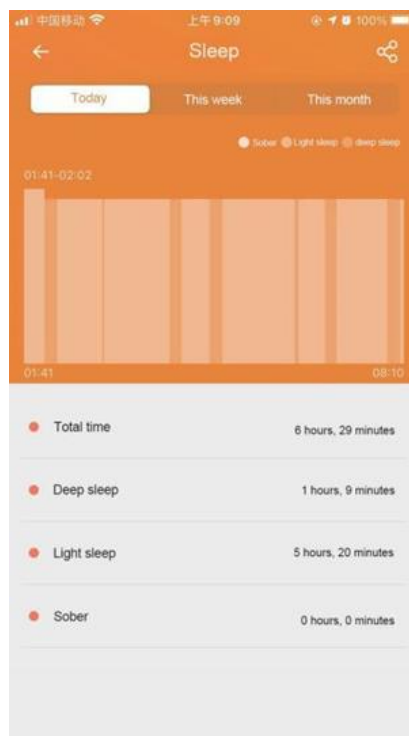 中国移动 上午9:09 100%
Sleep
Today This week This month
Sober Light sleep deep sleep
01:41-02:02
01:41 08:10
Total time 6 hours, 29 minutes
Deep sleep 1 hours, 9 minutes
Light sleep 5 hours, 20 minutes
Sober 0 hours, 0 minutes